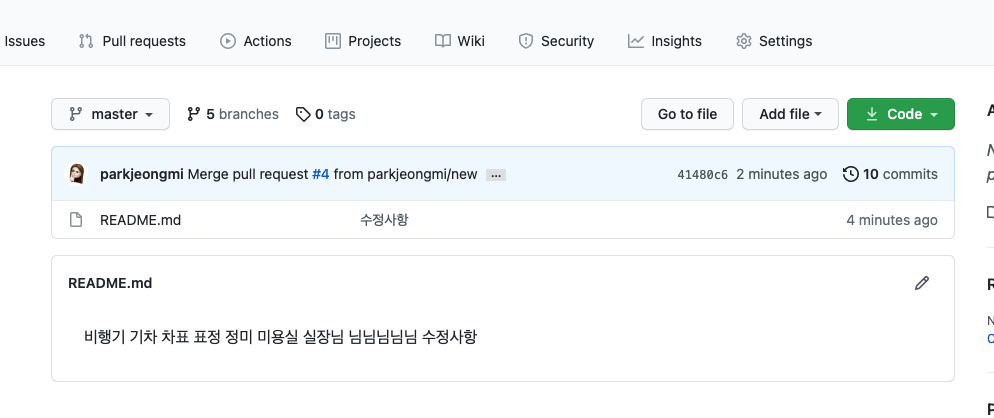 Issues Pull requests Actions Projects Wiki Security Insights Settings
master 5 branches 0 tags Go to file Add file Code
parkjeongmi Merge pull request #4 from parkjeongmi/new ... 41480c6 2 minutes ago 10 commits
README.md 수정사항 4 minutes ago
README.md
비행기 기차 차표 표정 정미 미용실 실장님 님님님님님 수정사항